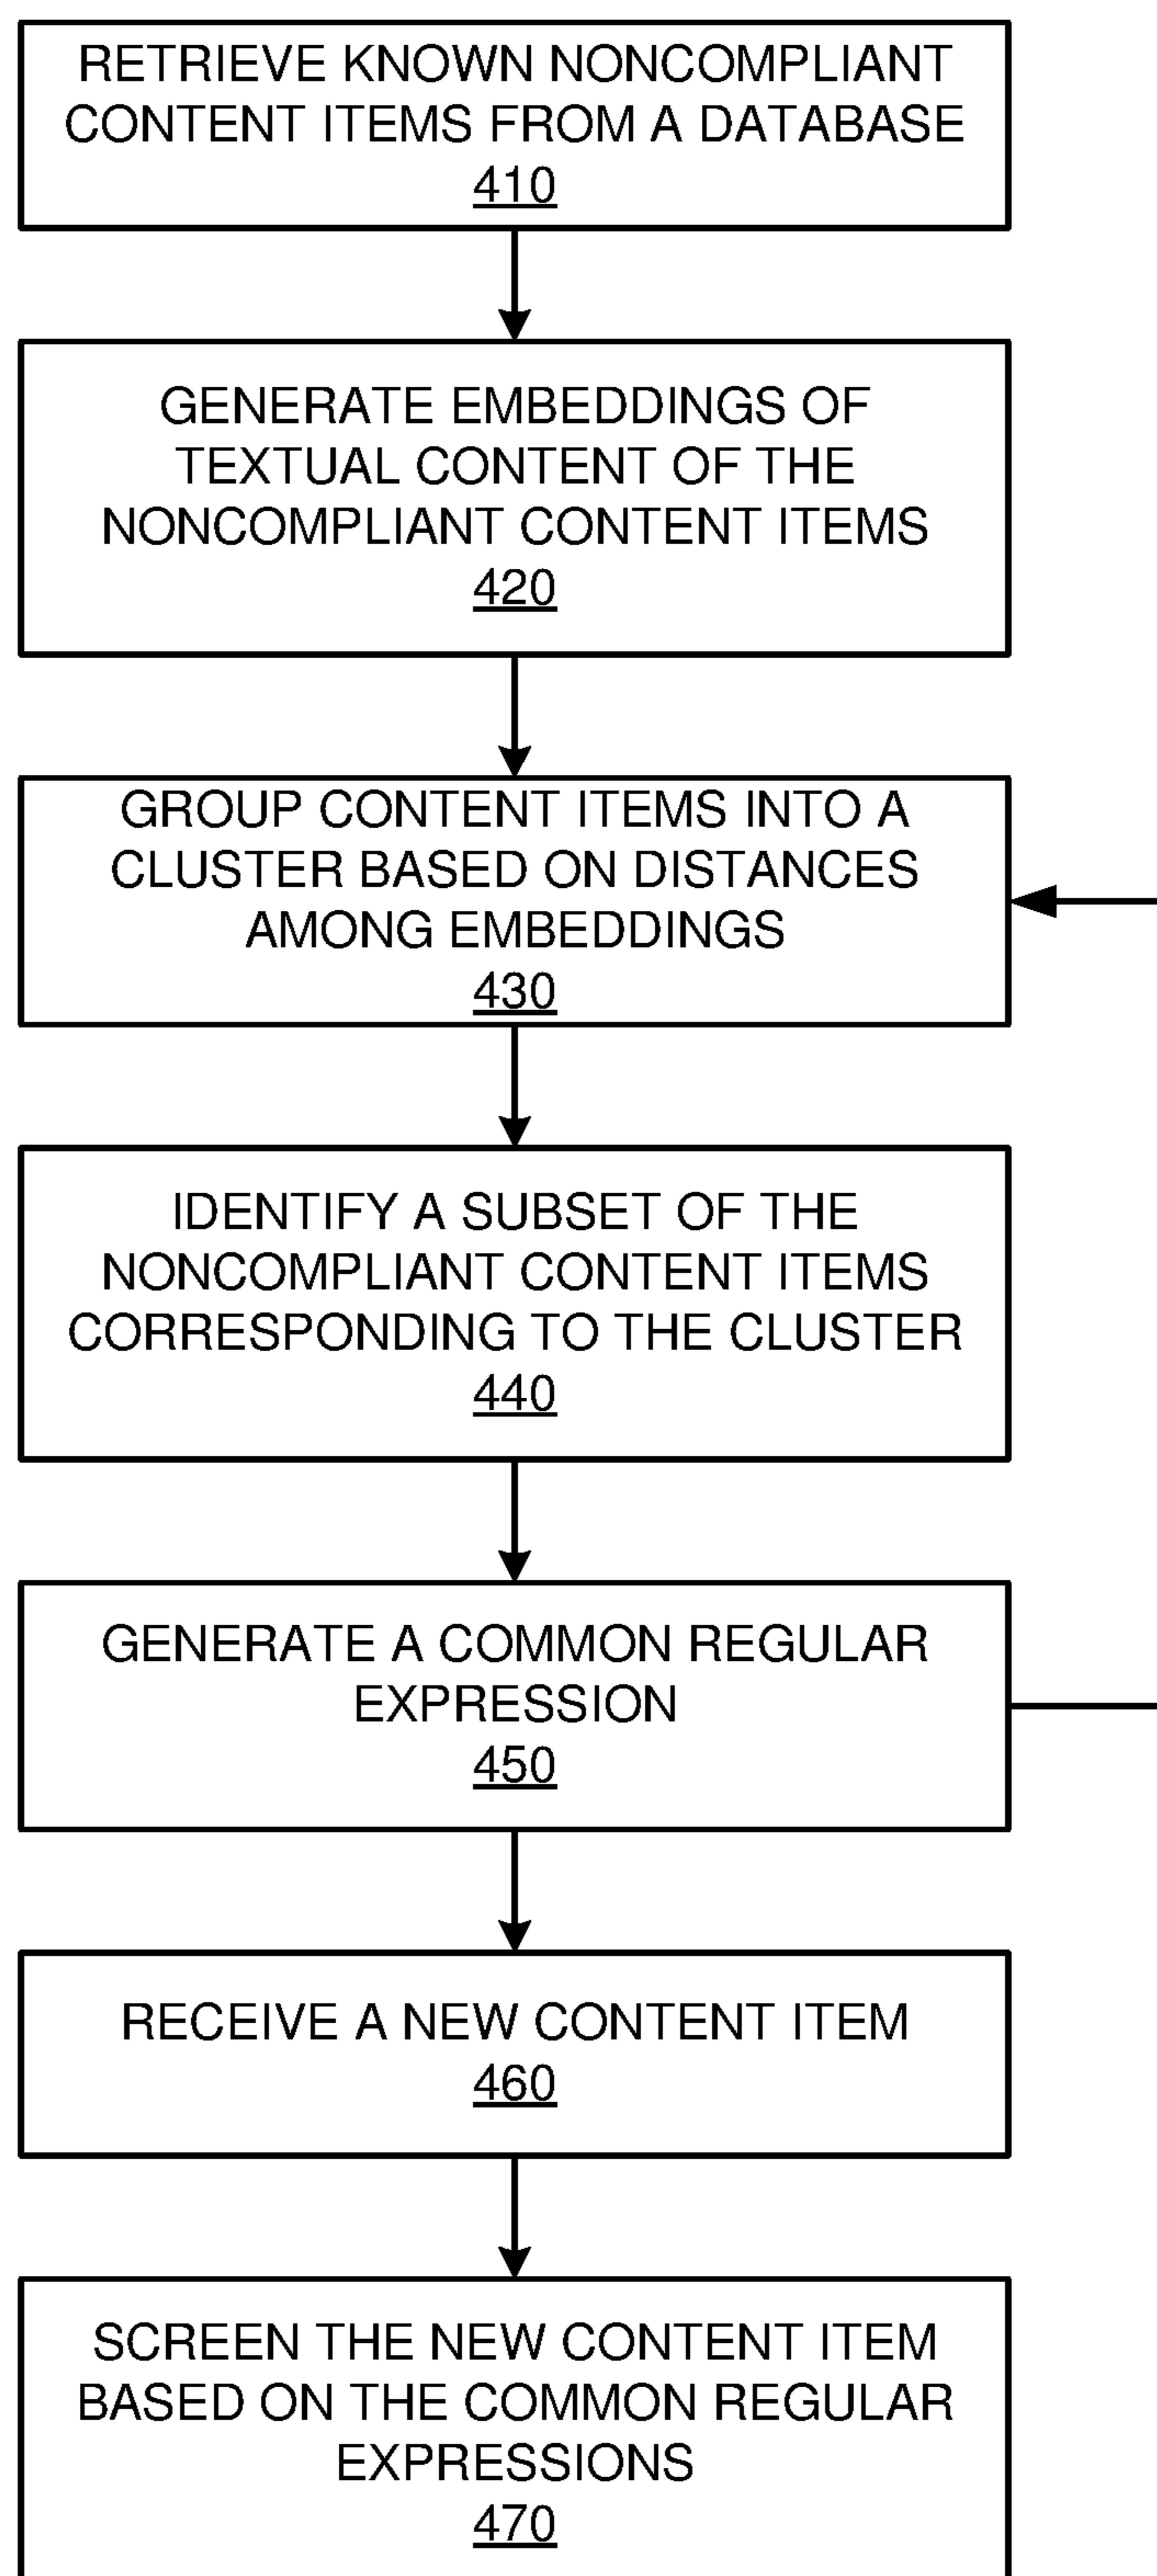 RETRIEVE KNOWN NONCOMPLIANT
CONTENT ITEMS FROM A DATABASE
410
GENERATE EMBEDDINGS OF
TEXTUAL CONTENT OF THE
NONCOMPLIANT CONTENT ITEMS
420
GROUP CONTENT ITEMS INTO A
CLUSTER BASED ON DISTANCES
AMONG EMBEDDINGS
430
IDENTIFY A SUBSET OF THE
NONCOMPLIANT CONTENT ITEMS
CORRESPONDING TO THE CLUSTER
440
GENERATE A COMMON REGULAR
EXPRESSION
450
RECEIVE A NEW CONTENT ITEM
460
SCREEN THE NEW CONTENT ITEM
BASED ON THE COMMON REGULAR
EXPRESSIONS
470